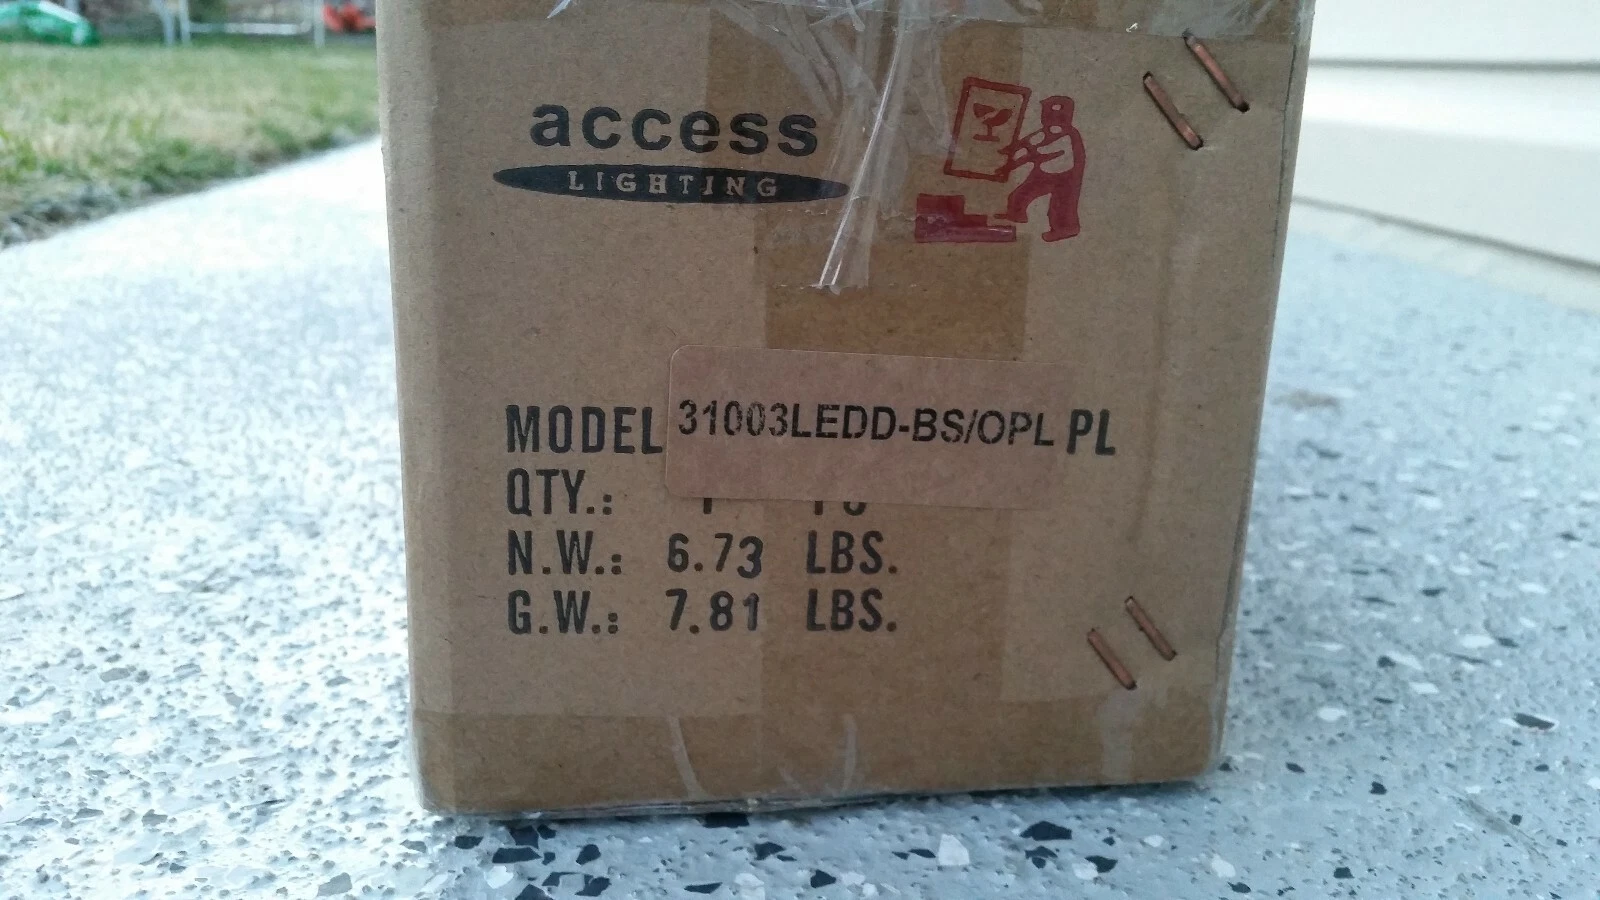 access
LIGHTING
MODEL 31003LEDD-BS/OPL PL
QTY.:
N.W.: 6.73 LBS.
G.W.: 7.81 LBS.